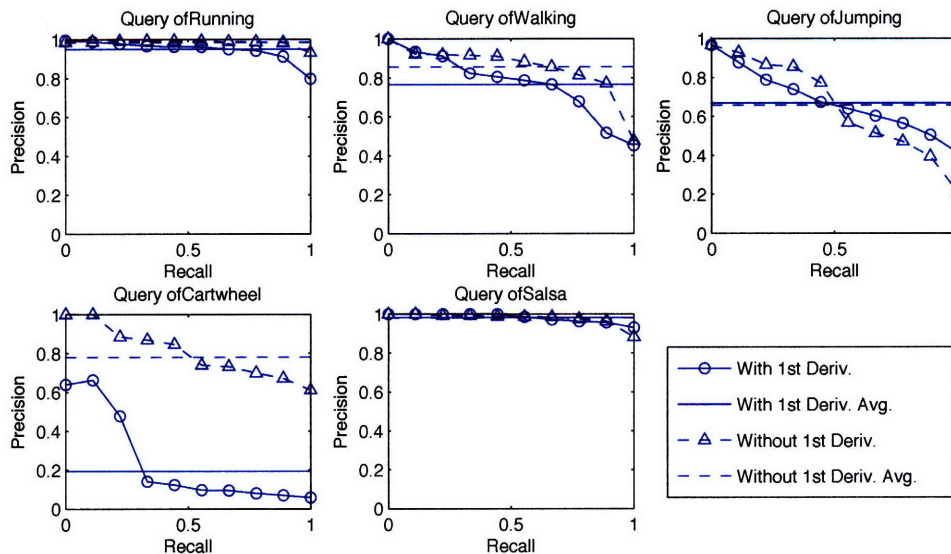 Query ofRunning
1
0.8
0.6
0.4
0.2
0
Precision
0
0.5
1
Recall
Query ofWalking
1
0.8
0.6
0.4
0.2
0
Precision
0
0.5
1
Recall
Query ofJumping
1
0.8
0.6
0.4
0.2
0
Precision
0
0.5
1
Recall
Query ofCartwheel
1
0.8
0.6
0.4
0.2
0
Precision
0
0.5
1
Recall
Query ofSalsa
1
0.8
0.6
0.4
0.2
0
Precision
0
0.5
1
Recall
With 1st Deriv.
With 1st Deriv. Avg.
Without 1st Deriv.
Without 1st Deriv. Avg.